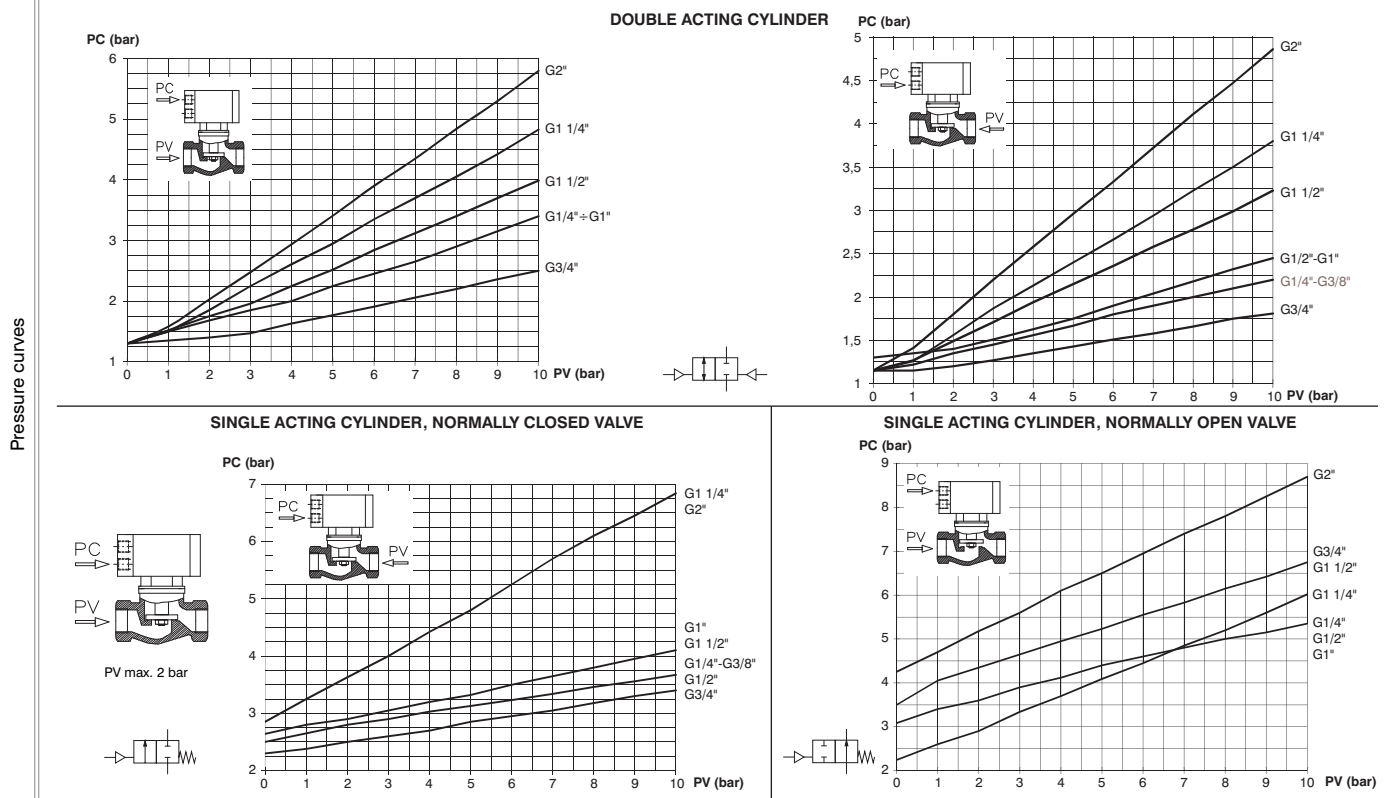 Pressure curves
DOUBLE ACTING CYLINDER
PC (bar)
6
5
4
3
2
1
0 1 2 3 4 5 6 7 8 9 10 PV (bar)
PC
PV
G2"
G1 1/4"
G1 1/2"
G1/4"÷G1"
G3/4"
PC (bar)
5
4,5
4
3,5
3
2,5
2
1,5
1
0 1 2 3 4 5 6 7 8 9 10
PV (bar)
PC
PV
G2"
G1 1/4"
G1 1/2"
G1/2"-G1"
G1/4"-G3/8"
G3/4"
SINGLE ACTING CYLINDER, NORMALLY CLOSED VALVE
PC
PV
PV max. 2 bar
PC (bar)
7
6
5
4
3
2
0 1 2 3 4 5 6 7 8 9 10 PV (bar)
PC
PV
G1 1/4"
G2"
G1"
G1 1/2"
G1/4"-G3/8"
G1/2"
G3/4"
SINGLE ACTING CYLINDER, NORMALLY OPEN VALVE
PC (bar)
9
8
7
6
5
4
3
2
0 1 2 3 4 5 6 7 8 9 10 PV (bar)
PC
PV
G2"
G3/4"
G1 1/2"
G1 1/4"
G1/4"
G1/2"
G1"